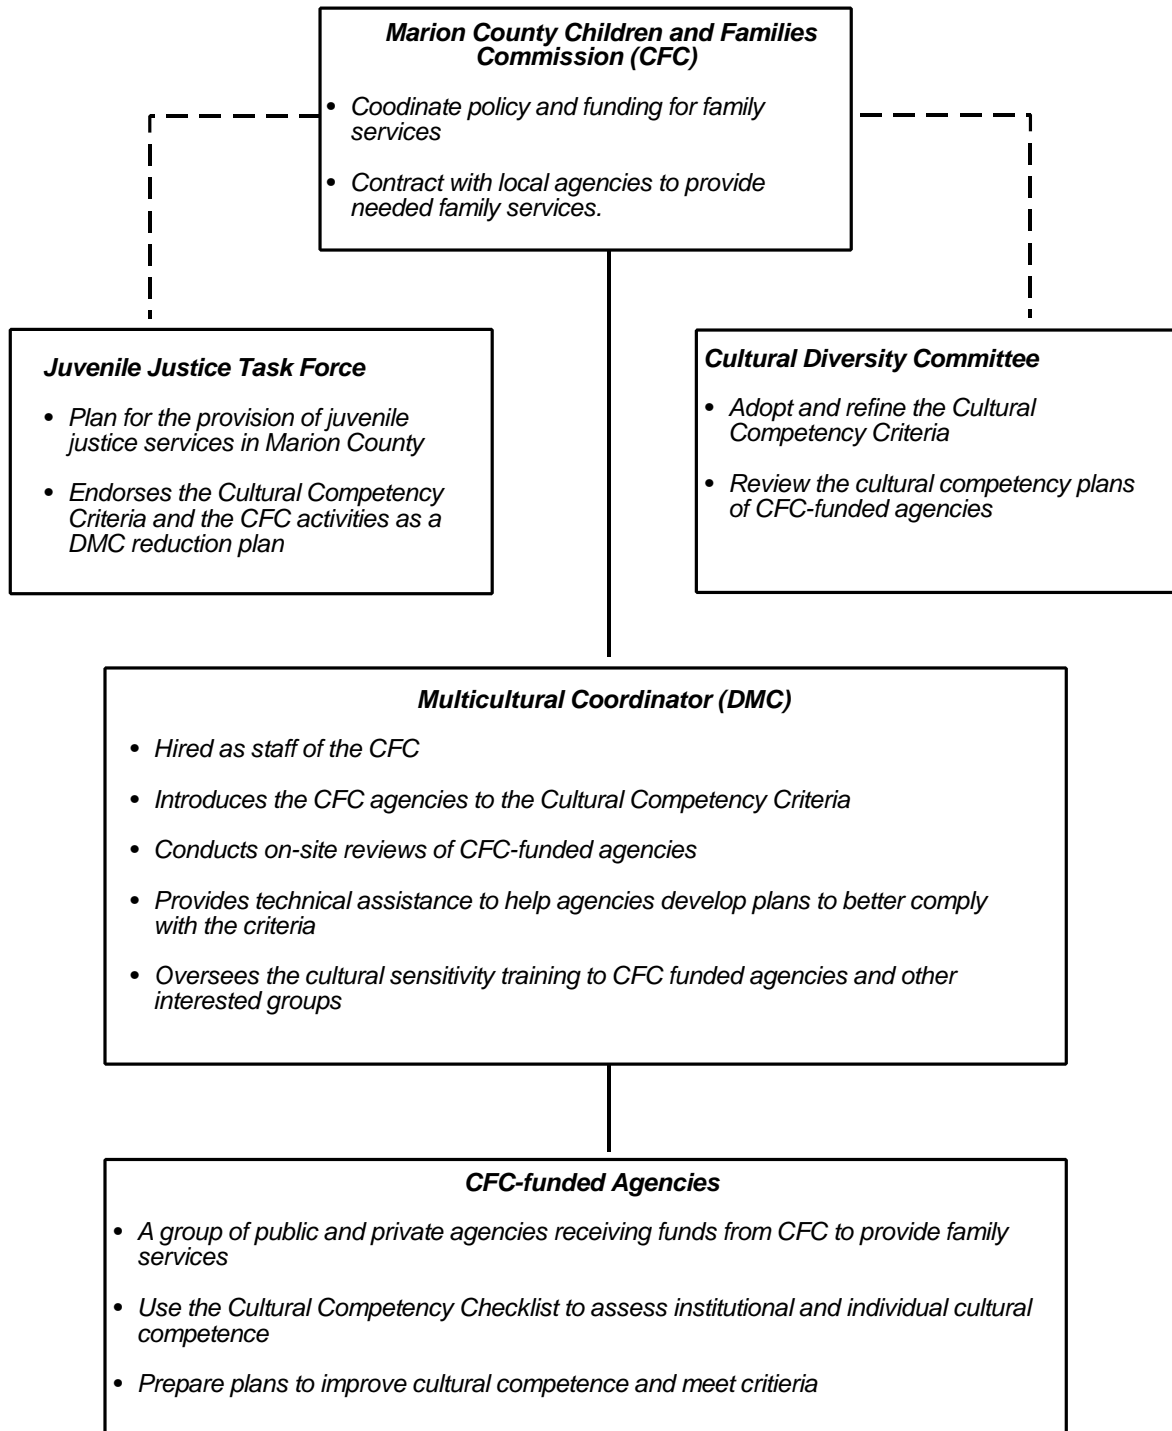 Marion County Children and Families
Commission (CFC)
• Coodinate policy and funding for family
services
• Contract with local agencies to provide
needed family services.
Juvenile Justice Task Force
• Plan for the provision of juvenile
justice services in Marion County
• Endorses the Cultural Competency
Criteria and the CFC activities as a
DMC reduction plan
Cultural Diversity Committee
• Adopt and refine the Cultural
Competency Criteria
• Review the cultural competency plans
of CFC-funded agencies
Multicultural Coordinator (DMC)
• Hired as staff of the CFC
• Introduces the CFC agencies to the Cultural Competency Criteria
• Conducts on-site reviews of CFC-funded agencies
• Provides technical assistance to help agencies develop plans to better comply
with the criteria
• Oversees the cultural sensitivity training to CFC funded agencies and other
interested groups
CFC-funded Agencies
• A group of public and private agencies receiving funds from CFC to provide family
services
• Use the Cultural Competency Checklist to assess institutional and individual cultural
competence
• Prepare plans to improve cultural competence and meet critieria